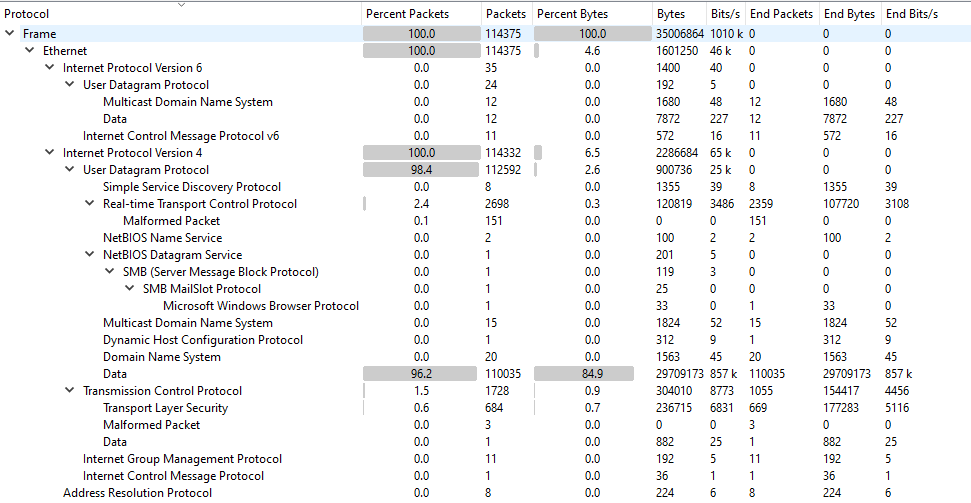 Protocol Percent Packets Packets Percent Bytes Bytes Bits/s End Packets End Bytes End Bits/s
Frame 100.0 114375 100.0 35006864 1010 k 0 0 0
Ethernet 100.0 114375 4.6 1601250 46 k 0 0 0
Internet Protocol Version 6 0.0 35 0.0 1400 40 0 0 0
User Datagram Protocol 0.0 24 0.0 192 5 0 0 0
Multicast Domain Name System 0.0 12 0.0 1680 48 12 1680 48
Data 0.0 12 0.0 7872 227 12 7872 227
Internet Control Message Protocol v6 0.0 11 0.0 572 16 11 572 16
Internet Protocol Version 4 100.0 114332 6.5 2286684 65 k 0 0 0
User Datagram Protocol 98.4 112592 2.6 900736 25 k 0 0 0
Simple Service Discovery Protocol 0.0 8 0.0 1355 39 8 1355 39
Real-time Transport Control Protocol 2.4 2698 0.3 120819 3486 2359 107720 3108
Malformed Packet 0.1 151 0.0 0 0 151 0 0
NetBIOS Name Service 0.0 2 0.0 100 2 2 100 2
NetBIOS Datagram Service 0.0 1 0.0 201 5 0 0 0
SMB (Server Message Block Protocol) 0.0 1 0.0 119 3 0 0 0
SMB MailSlot Protocol 0.0 1 0.0 25 0 0 0 0
Microsoft Windows Browser Protocol 0.0 1 0.0 33 0 1 33 0
Multicast Domain Name System 0.0 15 0.0 1824 52 15 1824 52
Dynamic Host Configuration Protocol 0.0 1 0.0 312 9 1 312 9
Domain Name System 0.0 20 0.0 1563 45 20 1563 45
Data 96.2 110035 84.9 29709173 857 k 110035 29709173 857 k
Transmission Control Protocol 1.5 1728 0.9 304010 8773 1055 154417 4456
Transport Layer Security 0.6 684 0.7 236715 6831 669 177283 5116
Malformed Packet 0.0 3 0.0 0 0 3 0 0
Data 0.0 1 0.0 882 25 1 882 25
Internet Group Management Protocol 0.0 11 0.0 192 5 11 192 5
Internet Control Message Protocol 0.0 1 0.0 36 1 1 36 1
Address Resolution Protocol 0.0 8 0.0 224 6 8 224 6